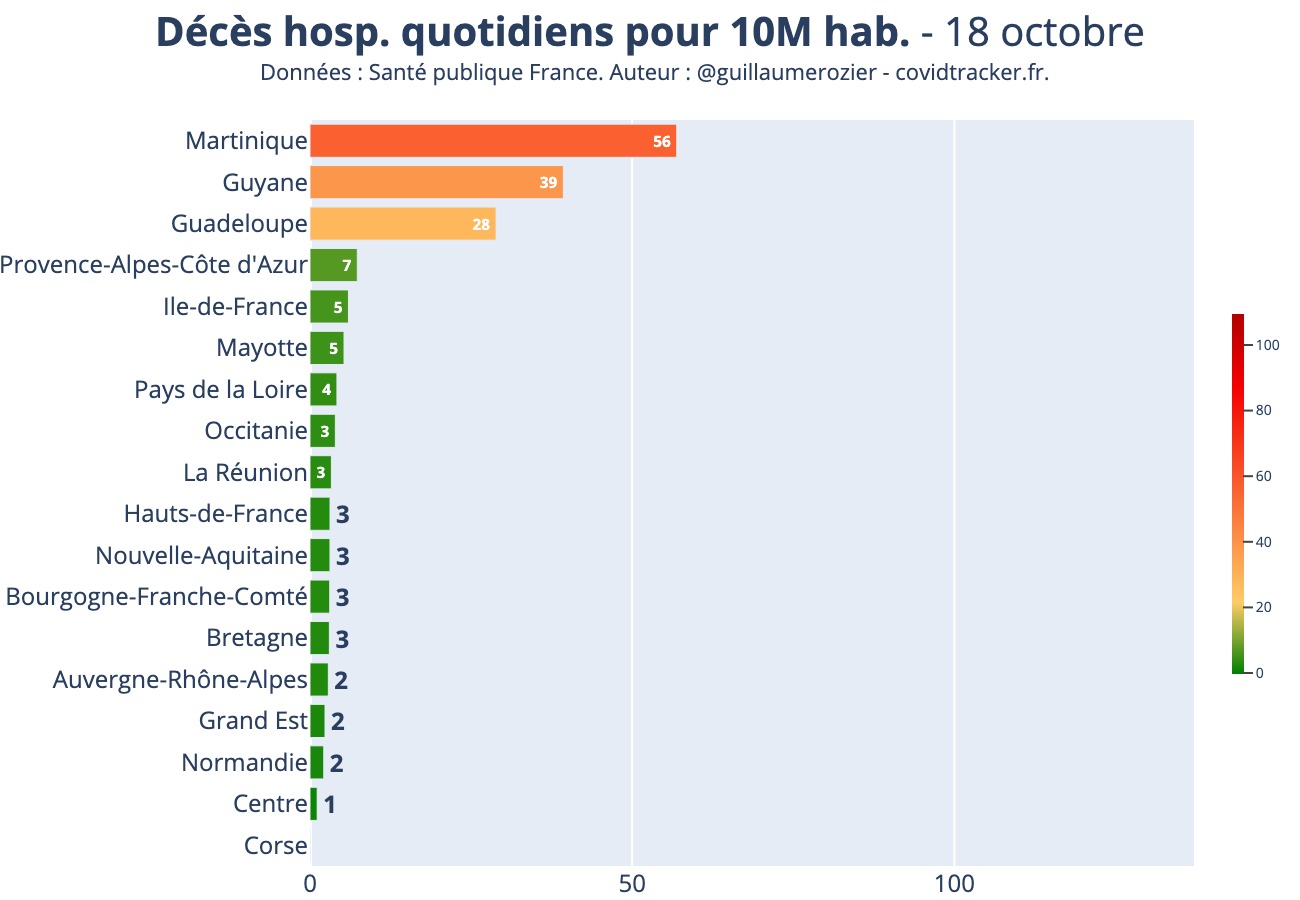 Décès hosp. quotidiens pour 10M hab. - 18 octobre
Données : Santé publique France. Auteur : @guillaumerozier - covidtracker.fr.
Martinique 56
Guyane 39
Guadeloupe 28
Provence-Alpes-Côte d'Azur 7
Ile-de-France 5
Mayotte 5
Pays de la Loire 4
Occitanie 3
La Réunion 3
Hauts-de-France 3
Nouvelle-Aquitaine 3
Bourgogne-Franche-Comté 3
Bretagne 3
Auvergne-Rhône-Alpes 2
Grand Est 2
Normandie 2
Centre 1
Corse
0 50 100
100
80
60
40
20
0